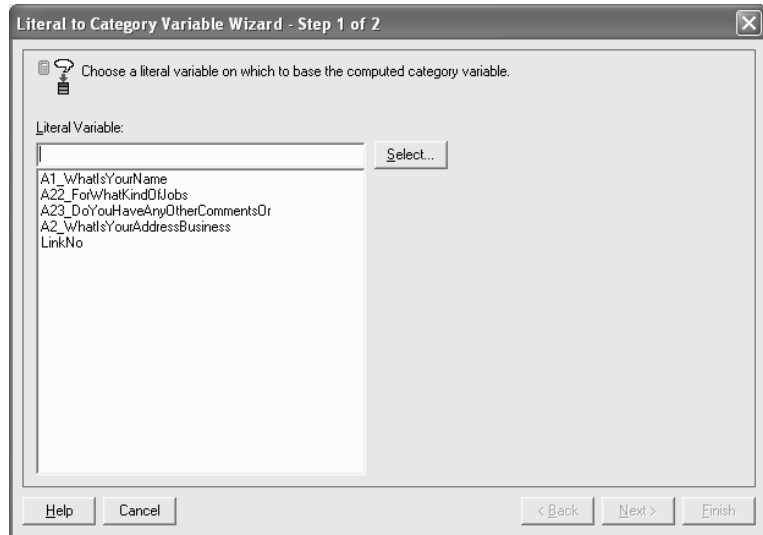 Literal to Category Variable Wizard - Step 1 of 2
Choose a literal variable on which to base the computed category variable.
Literal Variable:
Select...
A1_WhatIsYourName
A22_ForWhatKindOfJobs
A23_DoYouHaveAnyOtherCommentsOr
A2_WhatIsYourAddressBusiness
LinkNo
Help Cancel < Back Next > Finish